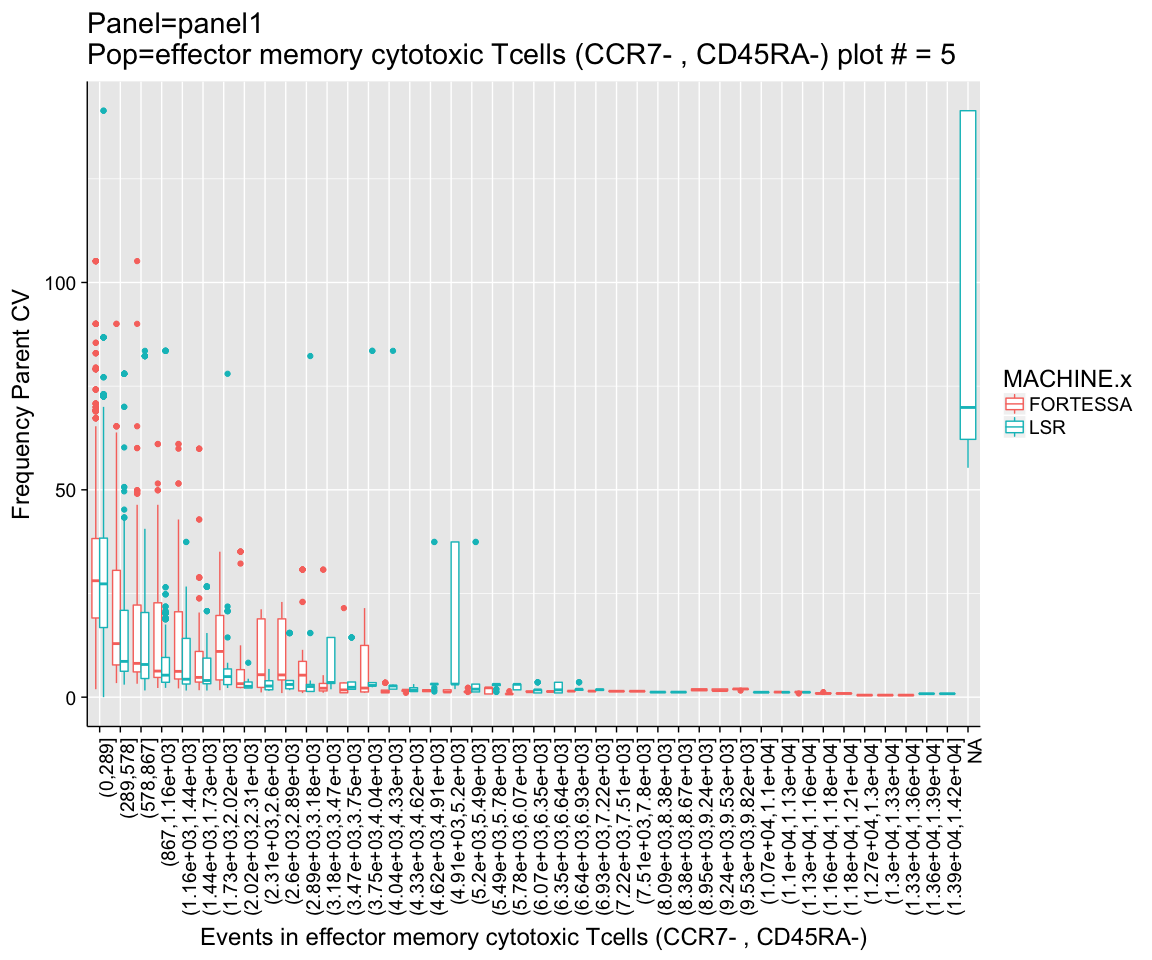 Panel=panel1
Pop=effector memory cytotoxic Tcells (CCR7- , CD45RA-) plot # = 5
Frequency Parent CV
100
50
0
(0,289]
(289,578]
(578,867]
(867,1.16e+03]
(1.16e+03,1.44e+03]
(1.44e+03,1.73e+03]
(1.73e+03,2.02e+03]
(2.02e+03,2.31e+03]
(2.31e+03,2.6e+03]
(2.6e+03,2.89e+03]
(2.89e+03,3.18e+03]
(3.18e+03,3.47e+03]
(3.47e+03,3.75e+03]
(3.75e+03,4.04e+03]
(4.04e+03,4.33e+03]
(4.33e+03,4.62e+03]
(4.62e+03,4.91e+03]
(4.91e+03,5.2e+03]
(5.2e+03,5.49e+03]
(5.49e+03,5.78e+03]
(5.78e+03,6.07e+03]
(6.07e+03,6.35e+03]
(6.35e+03,6.64e+03]
(6.64e+03,6.93e+03]
(6.93e+03,7.22e+03]
(7.22e+03,7.51e+03]
(7.51e+03,7.8e+03]
(8.09e+03,8.38e+03]
(8.38e+03,8.67e+03]
(8.95e+03,9.24e+03]
(9.24e+03,9.53e+03]
(9.53e+03,9.82e+03]
(1.07e+04,1.1e+04]
(1.1e+04,1.13e+04]
(1.13e+04,1.16e+04]
(1.16e+04,1.18e+04]
(1.18e+04,1.21e+04]
(1.27e+04,1.3e+04]
(1.3e+04,1.33e+04]
(1.33e+04,1.36e+04]
(1.36e+04,1.39e+04]
(1.39e+04,1.42e+04]
NA
Events in effector memory cytotoxic Tcells (CCR7- , CD45RA-)
MACHINE.x
FORTESSA
LSR